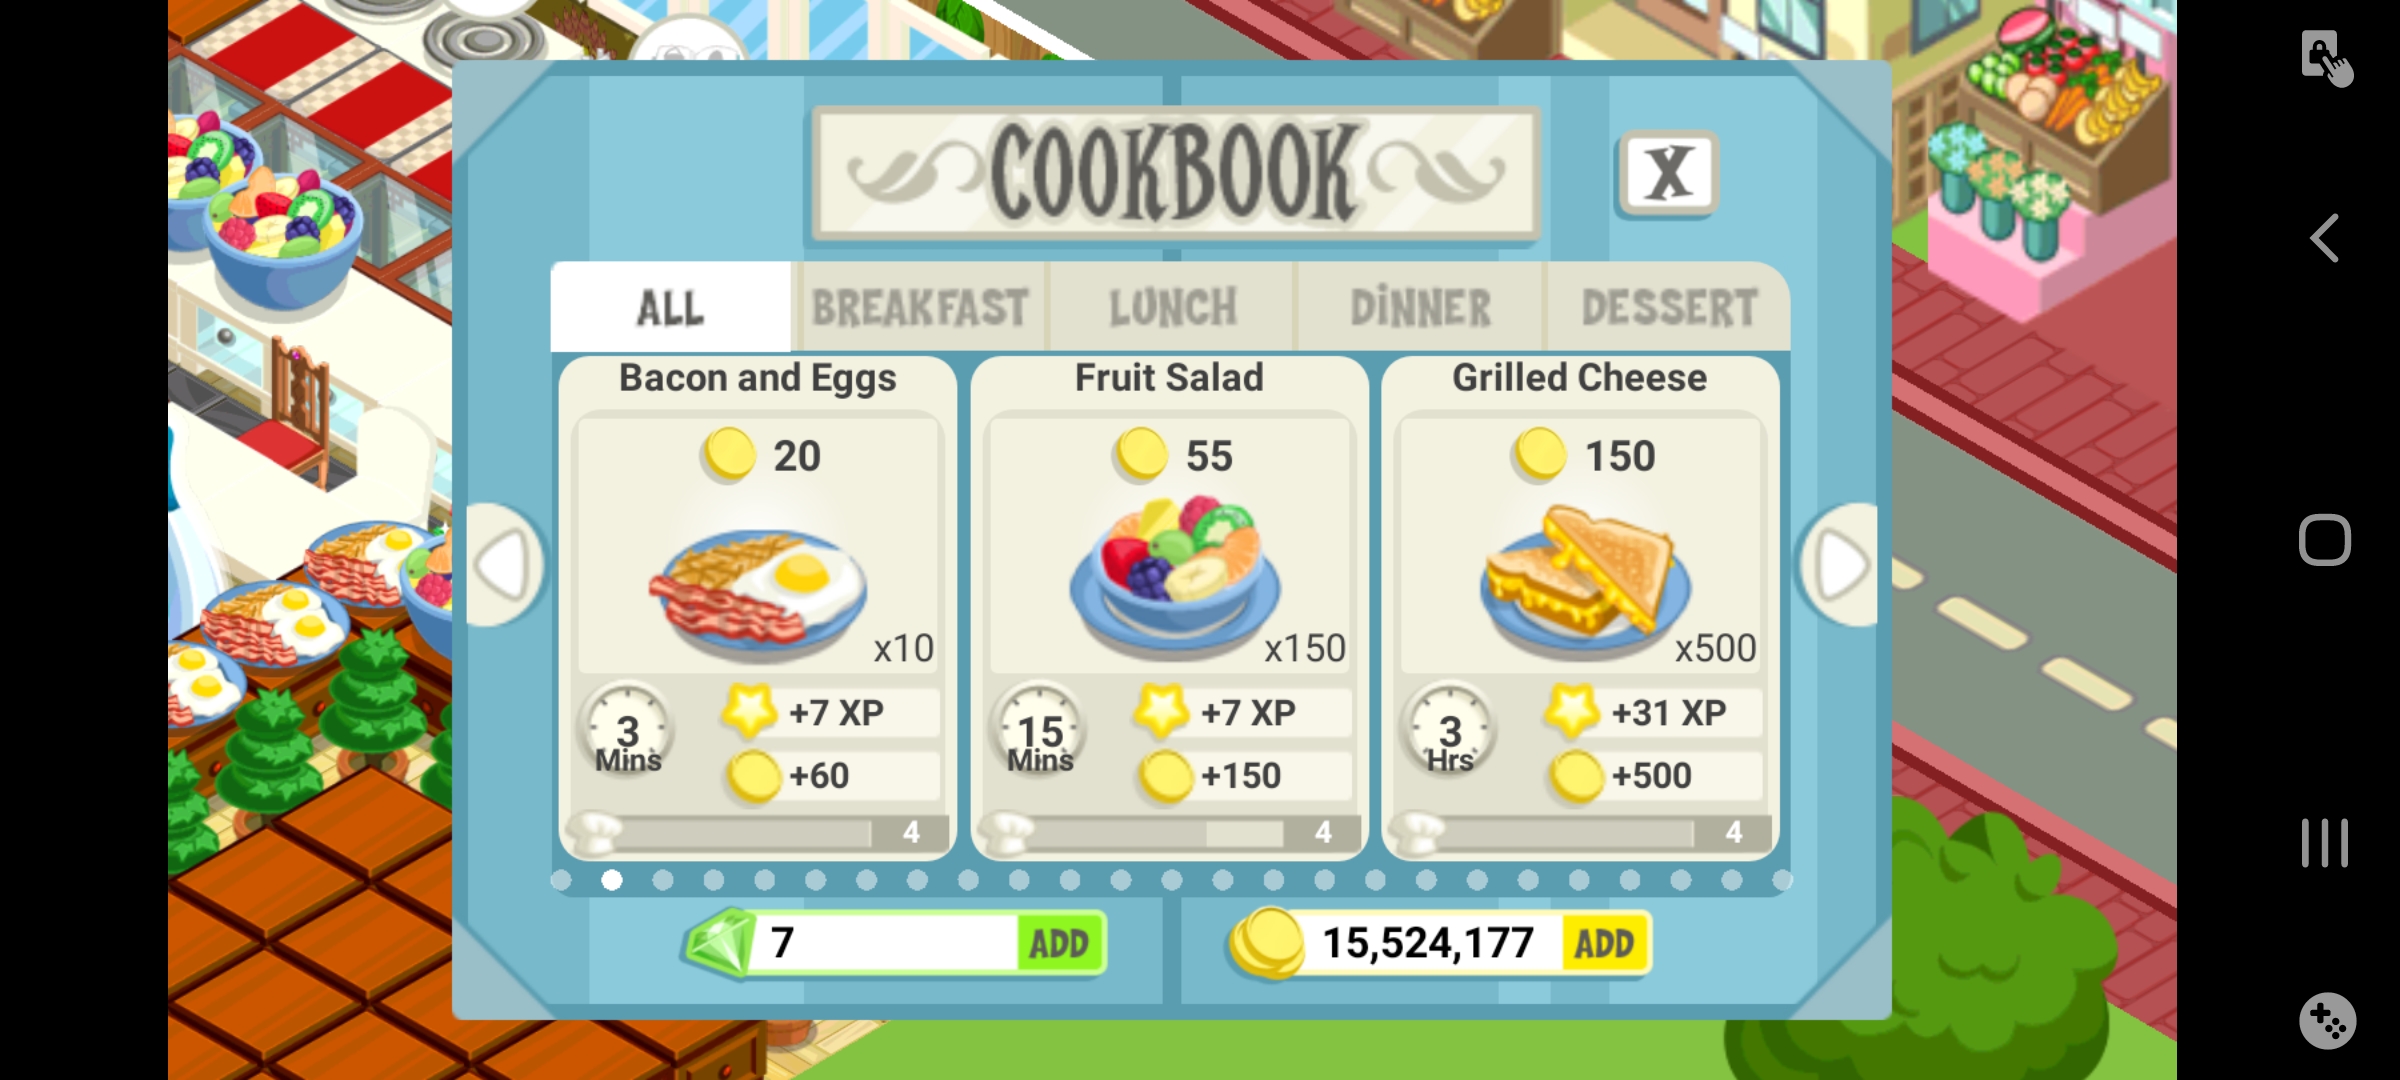 COOKBOOK
X
ALL
BREAKFAST
LUNCH
DINNER
DESSERT
Bacon and Eggs
20
x10
3
Mins
+7 XP
+60
4
Fruit Salad
55
x150
15
Mins
+7 XP
+150
4
Grilled Cheese
150
x500
3
Hrs
+31 XP
+500
4
7
ADD
15,524,177
ADD